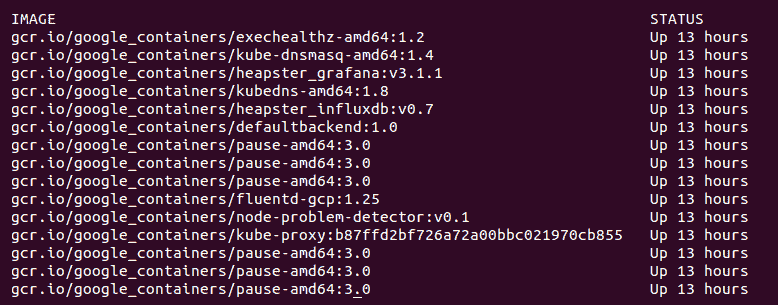 IMAGE STATUS
gcr.io/google_containers/exechealthz-amd64:1.2 Up 13 hours
gcr.io/google_containers/kube-dnsmasq-amd64:1.4 Up 13 hours
gcr.io/google_containers/heapster_grafana:v3.1.1 Up 13 hours
gcr.io/google_containers/kubedns-amd64:1.8 Up 13 hours
gcr.io/google_containers/heapster_influxdb:v0.7 Up 13 hours
gcr.io/google_containers/defaultbackend:1.0 Up 13 hours
gcr.io/google_containers/pause-amd64:3.0 Up 13 hours
gcr.io/google_containers/pause-amd64:3.0 Up 13 hours
gcr.io/google_containers/pause-amd64:3.0 Up 13 hours
gcr.io/google_containers/fluentd-gcp:1.25 Up 13 hours
gcr.io/google_containers/node-problem-detector:v0.1 Up 13 hours
gcr.io/google_containers/kube-proxy:b87ffd2bf726a72a00bbc021970cb855 Up 13 hours
gcr.io/google_containers/pause-amd64:3.0 Up 13 hours
gcr.io/google_containers/pause-amd64:3.0 Up 13 hours
gcr.io/google_containers/pause-amd64:3.0 Up 13 hours